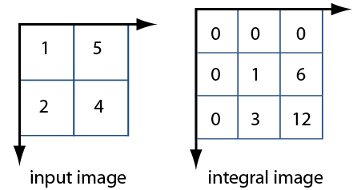 1 5
2 4
input image
0 0 0
0 1 6
0 3 12
integral image